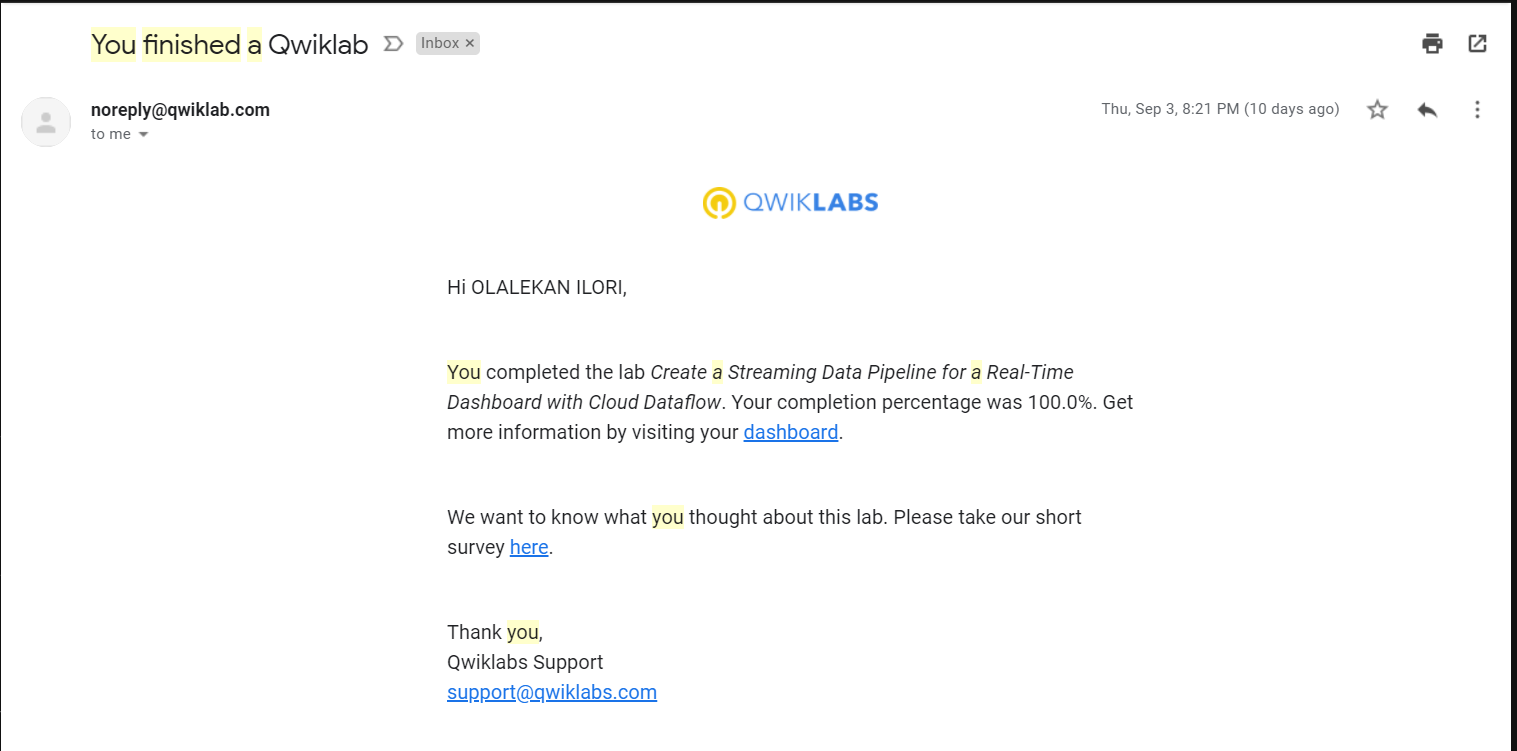 You finished a Qwiklab
Inbox ×
noreply@qwiklab.com
Thu, Sep 3, 8:21 PM (10 days ago)
to me
QWIKLABS
Hi OLALEKAN ILORI,
You completed the lab Create a Streaming Data Pipeline for a Real-Time
Dashboard with Cloud Dataflow. Your completion percentage was 100.0%. Get
more information by visiting your dashboard.
We want to know what you thought about this lab. Please take our short
survey here.
Thank you,
Qwiklabs Support
support@qwiklabs.com